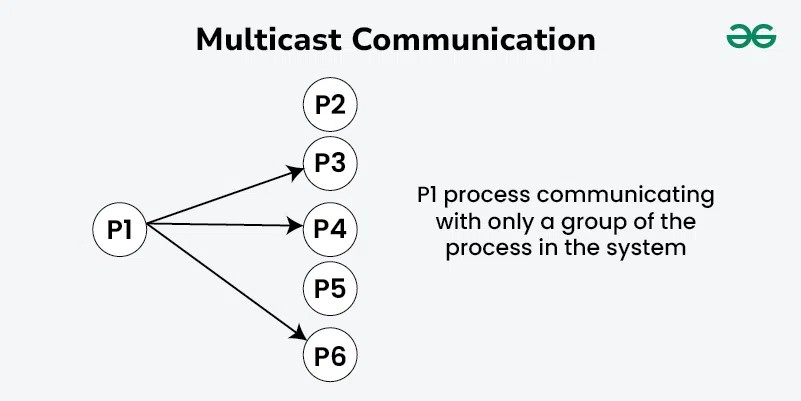 Multicast Communication
P2
P3
P1
P4
P5
P6
P1 process communicating
with only a group of the
process in the system